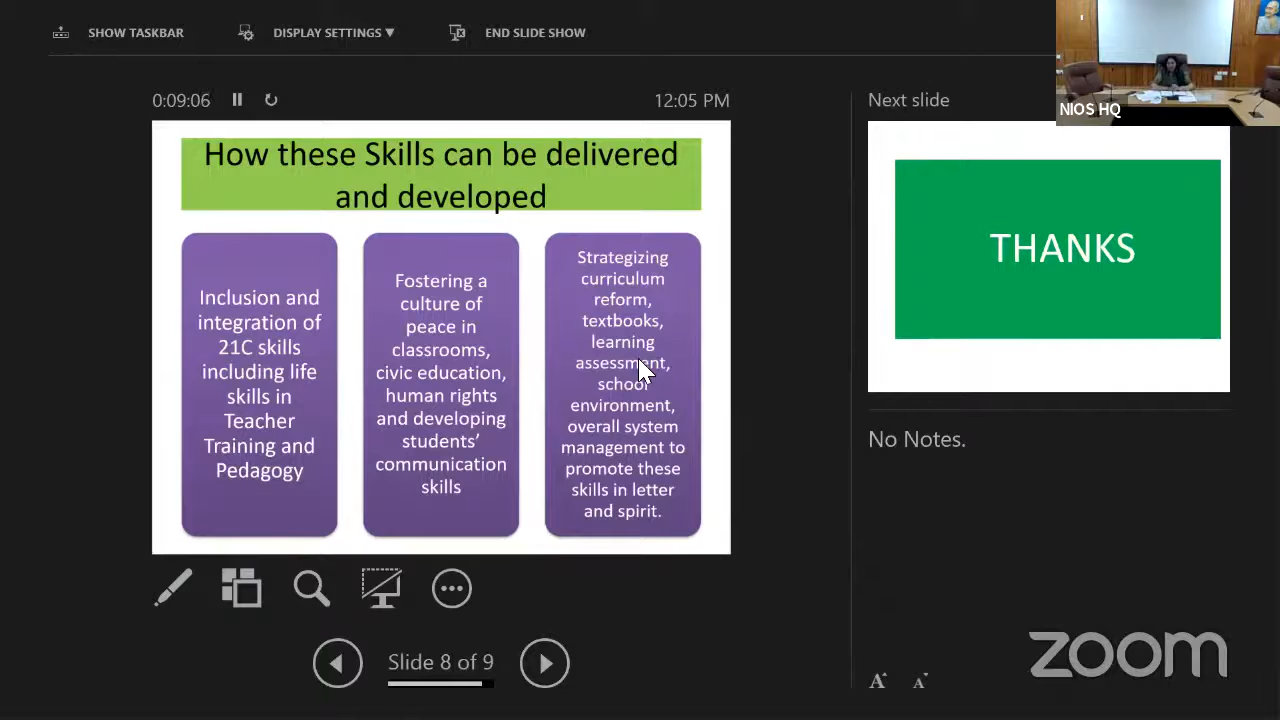 SHOW TASKBAR
DISPLAY SETTINGS ▼
END SLIDE SHOW
NIOS HQ
0:09:06
12:05 PM
Next slide
How these Skills can be delivered
and developed
Inclusion and
integration of
21C skills
including life
skills in
Teacher
Training and
Pedagogy
Fostering a
culture of
peace in
classrooms,
civic education,
human rights
and developing
students’
communication
skills
Strategizing
curriculum
reform,
textbooks,
learning
assessment,
school
environment,
overall system
management to
promote these
skills in letter
and spirit.
THANKS
No Notes.
Slide 8 of 9
A A
zoom